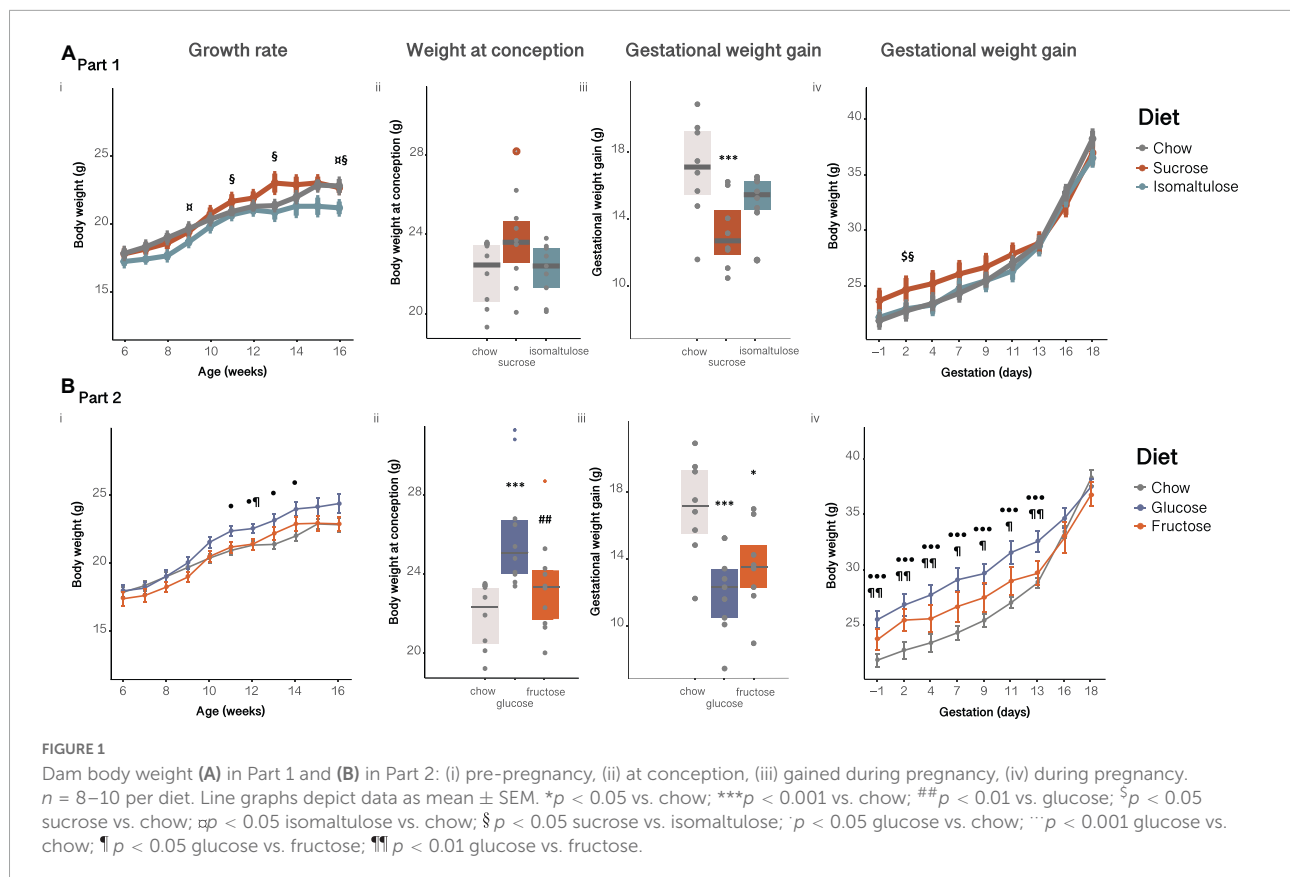 A Part 1
Growth rate
Weight at conception
Gestational weight gain
Gestational weight gain
i
Body weight (g)
25
20
15
¤
§
§
¤§
6 8 10 12 14 16
Age (weeks)
ii
Body weight at conception (g)
28
24
20
chow
sucrose
isomaltulose
iii
Gestational weight gain (g)
18
14
10
***
chow
sucrose
isomaltulose
iv
Body weight (g)
40
35
30
25
$§
–1 2 4 7 9 11 13 16 18
Gestation (days)
Diet
Chow
Sucrose
Isomaltulose
B Part 2
i
Body weight (g)
25
20
15
•
•¶
•
•
6 8 10 12 14 16
Age (weeks)
ii
Body weight at conception (g)
28
24
20
***
##
chow
glucose
fructose
iii
Gestational weight gain (g)
18
14
10
***
*
chow
glucose
fructose
iv
Body weight (g)
40
35
30
25
•••
¶¶
•••
¶¶
•••
¶¶
•••
¶
•••
¶
•••
¶
•••
¶¶
–1 2 4 7 9 11 13 16 18
Gestation (days)
Diet
Chow
Glucose
Fructose
FIGURE 1
Dam body weight (A) in Part 1 and (B) in Part 2: (i) pre-pregnancy, (ii) at conception, (iii) gained during pregnancy, (iv) during pregnancy.
n = 8–10 per diet. Line graphs depict data as mean ± SEM. *p < 0.05 vs. chow; ***p < 0.001 vs. chow; ##p < 0.01 vs. glucose; $p < 0.05
sucrose vs. chow; ¤p < 0.05 isomaltulose vs. chow; §p < 0.05 sucrose vs. isomaltulose; ·p < 0.05 glucose vs. chow; ···p < 0.001 glucose vs.
chow; ¶p < 0.05 glucose vs. fructose; ¶¶p < 0.01 glucose vs. fructose.